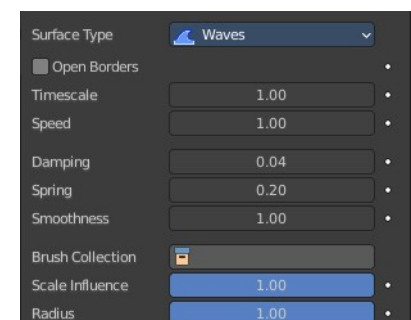 Surface Type Waves
Open Borders
Timescale 1.00
Speed 1.00
Damping 0.04
Spring 0.20
Smoothness 1.00
Brush Collection
Scale Influence 1.00
Radius 1.00